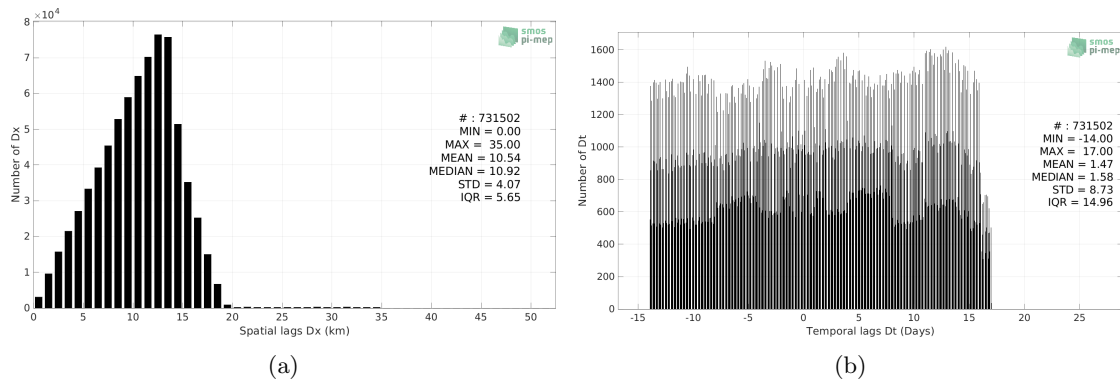 ×10⁴
8
7
6
5
4
3
2
1
0
Number of Dx
0 5 10 15 20 25 30 35 40 45 50
Spatial lags Dx (km)
smos
pi-mep
# : 731502
MIN = 0.00
MAX = 35.00
MEAN = 10.54
MEDIAN = 10.92
STD = 4.07
IQR = 5.65
(a)
1600
1400
1200
1000
800
600
400
200
0
Number of Dt
-15 -10 -5 0 5 10 15 20 25
Temporal lags Dt (Days)
smos
pi-mep
# : 731502
MIN = -14.00
MAX = 17.00
MEAN = 1.47
MEDIAN = 1.58
STD = 8.73
IQR = 14.96
(b)